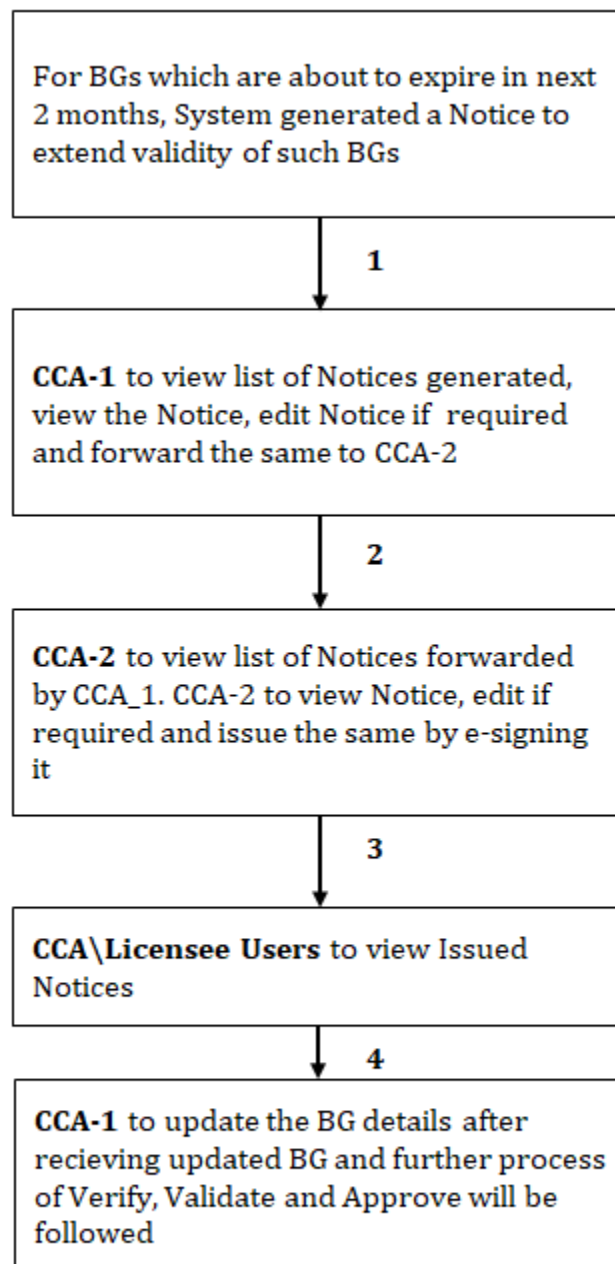 For BGs which are about to expire in next
2 months, System generated a Notice to
extend validity of such BGs
1
CCA-1 to view list of Notices generated,
view the Notice, edit Notice if required
and forward the same to CCA-2
2
CCA-2 to view list of Notices forwarded
by CCA_1. CCA-2 to view Notice, edit if
required and issue the same by e-signing
it
3
CCA\Licensee Users to view Issued
Notices
4
CCA-1 to update the BG details after
recieving updated BG and further process
of Verify, Validate and Approve will be
followed